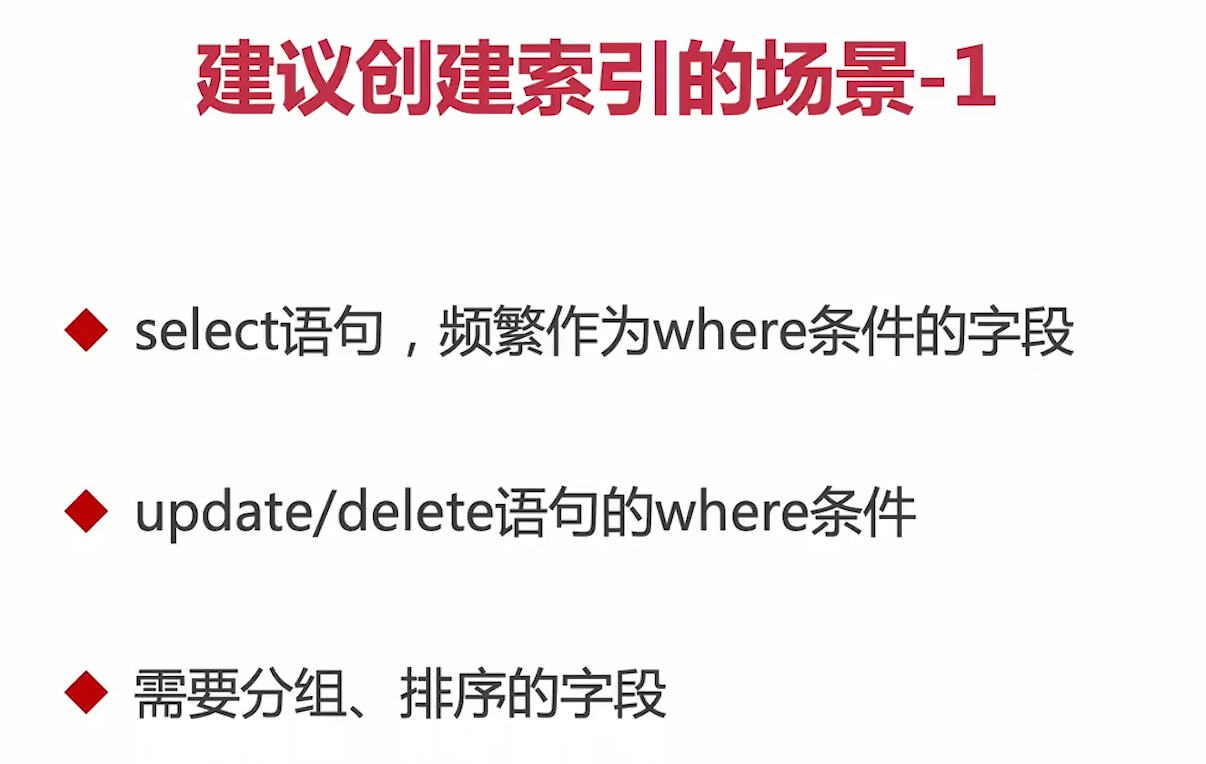 建议创建索引的场景-1
select语句，频繁作为where条件的字段
update/delete语句的where条件
需要分组、排序的字段